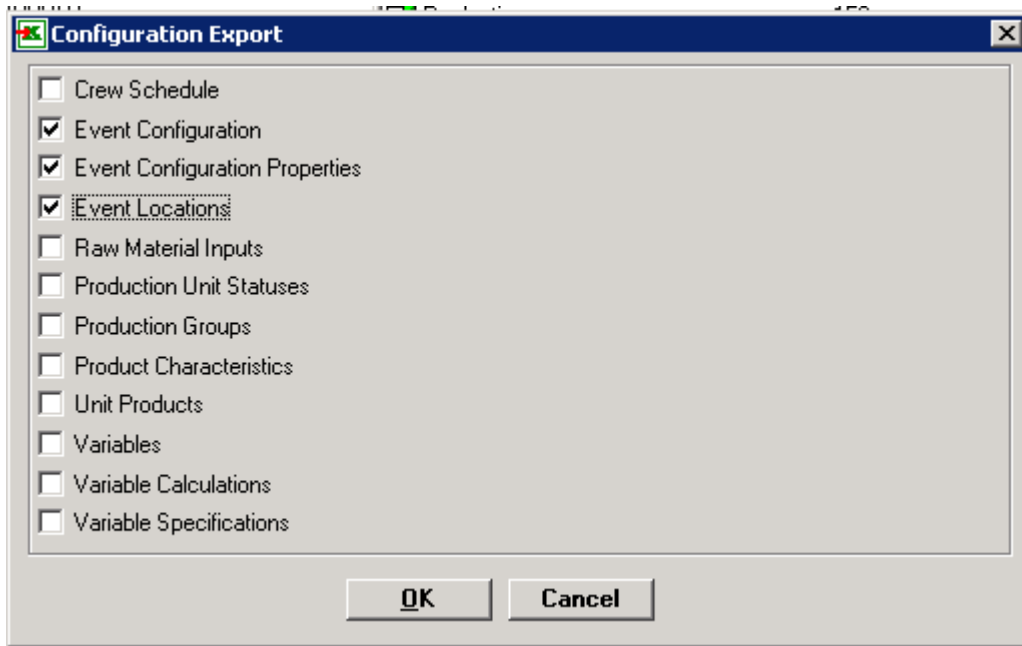 Configuration Export
Crew Schedule
Event Configuration
Event Configuration Properties
Event Locations
Raw Material Inputs
Production Unit Statuses
Production Groups
Product Characteristics
Unit Products
Variables
Variable Calculations
Variable Specifications
OK Cancel